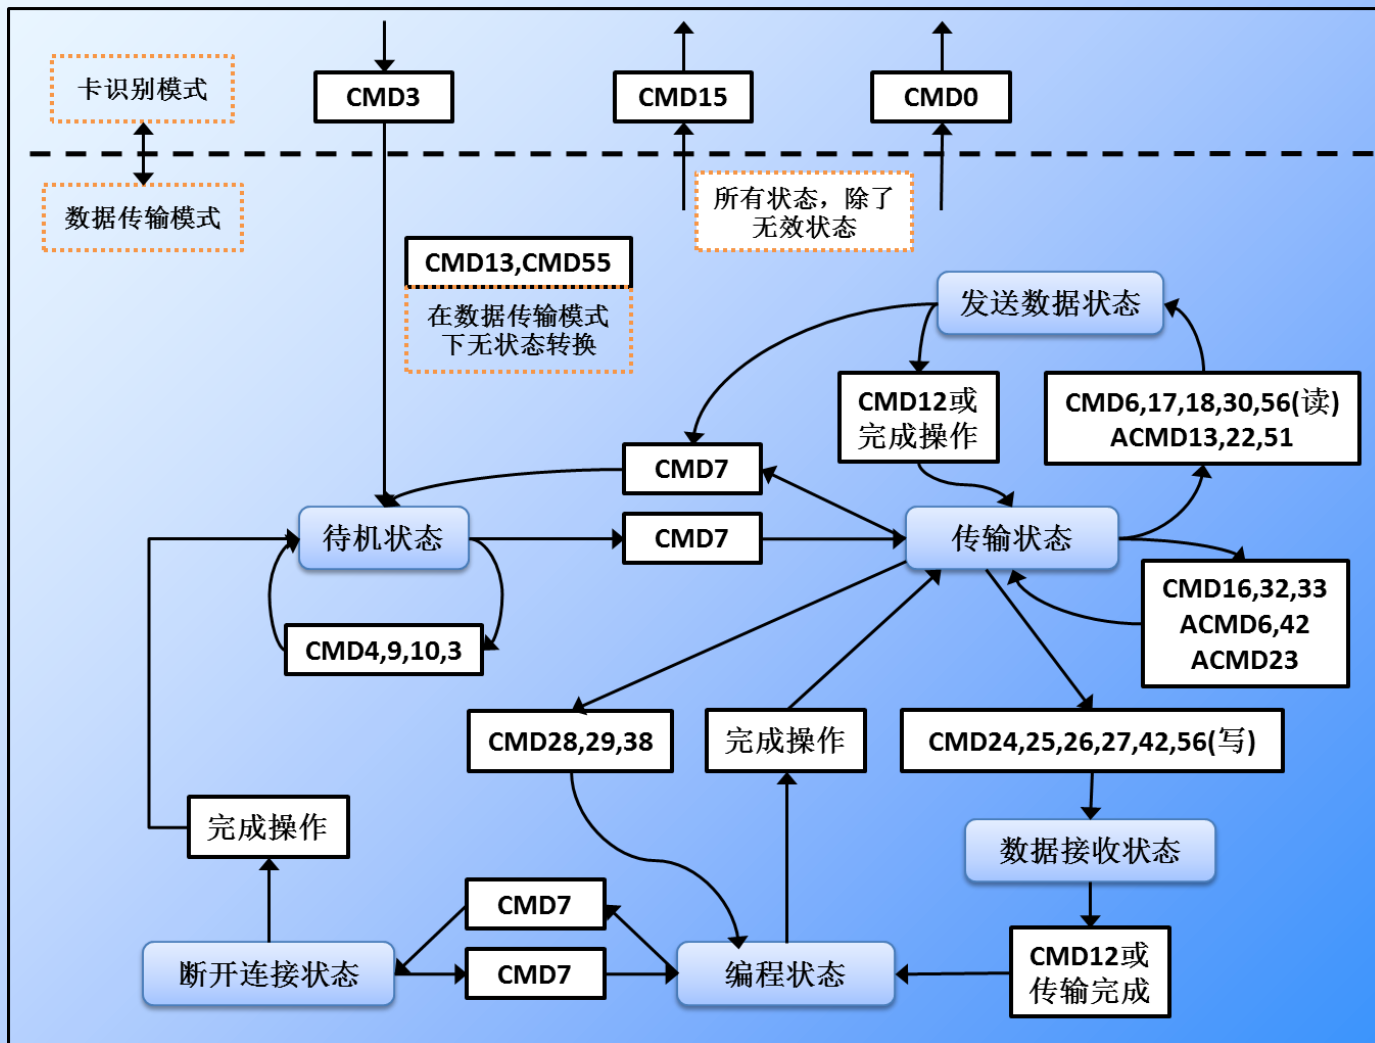 卡识别模式
CMD3
CMD15
CMD0
数据传输模式
所有状态，除了
无效状态
CMD13,CMD55
在数据传输模式
下无状态转换
发送数据状态
CMD12或
完成操作
CMD6,17,18,30,56(读)
ACMD13,22,51
CMD7
待机状态
CMD7
传输状态
CMD16,32,33
ACMD6,42
ACMD23
CMD4,9,10,3
CMD28,29,38
完成操作
CMD24,25,26,27,42,56(写)
完成操作
数据接收状态
CMD7
断开连接状态
CMD7
编程状态
CMD12或
传输完成